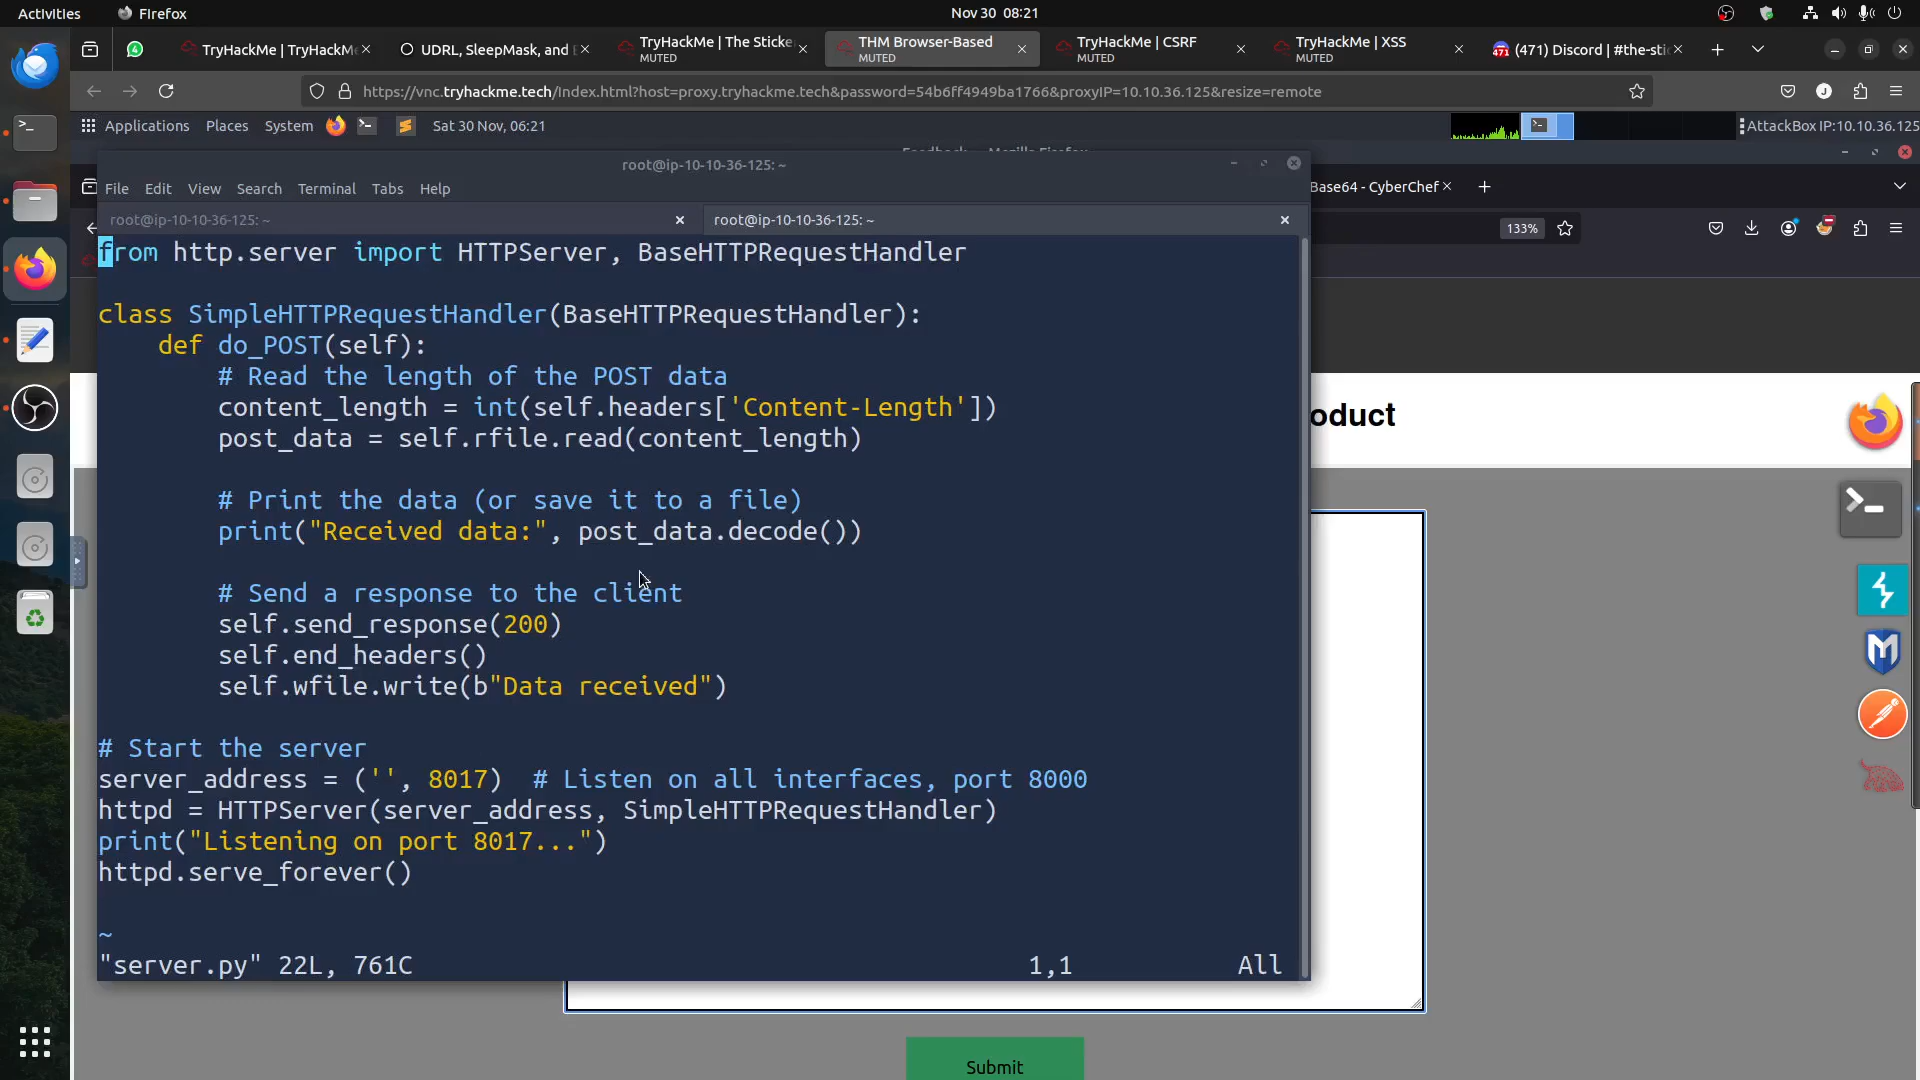 Activities
Firefox
Nov 30 08:21
TryHackMe | TryHackM
UDRL, SleepMask, and
TryHackMe | The Sticke
MUTED
THM Browser-Based
MUTED
TryHackMe | CSRF
MUTED
TryHackMe | XSS
MUTED
(471) Discord | #the-sti
https://vnc.tryhackme.tech/index.html?host=proxy.tryhackme.tech&password=54b6ff4949ba1766&proxyIP=10.10.36.125&resize=remote
Applications Places System Sat 30 Nov, 06:21
AttackBox IP:10.10.36.125
root@ip-10-10-36-125: ~
File Edit View Search Terminal Tabs Help
Base64 - CyberChef
root@ip-10-10-36-125: ~
root@ip-10-10-36-125: ~
133%
from http.server import HTTPServer, BaseHTTPRequestHandler
class SimpleHTTPRequestHandler(BaseHTTPRequestHandler):
def do_POST(self):
# Read the length of the POST data
content_length = int(self.headers['Content-Length'])
post_data = self.rfile.read(content_length)
# Print the data (or save it to a file)
print("Received data:", post_data.decode())
# Send a response to the client
self.send_response(200)
self.end_headers()
self.wfile.write(b"Data received")
# Start the server
server_address = ('', 8017)  # Listen on all interfaces, port 8000
httpd = HTTPServer(server_address, SimpleHTTPRequestHandler)
print("Listening on port 8017...")
httpd.serve_forever()
~
"server.py" 22L, 761C
1,1
All
oduct
Submit